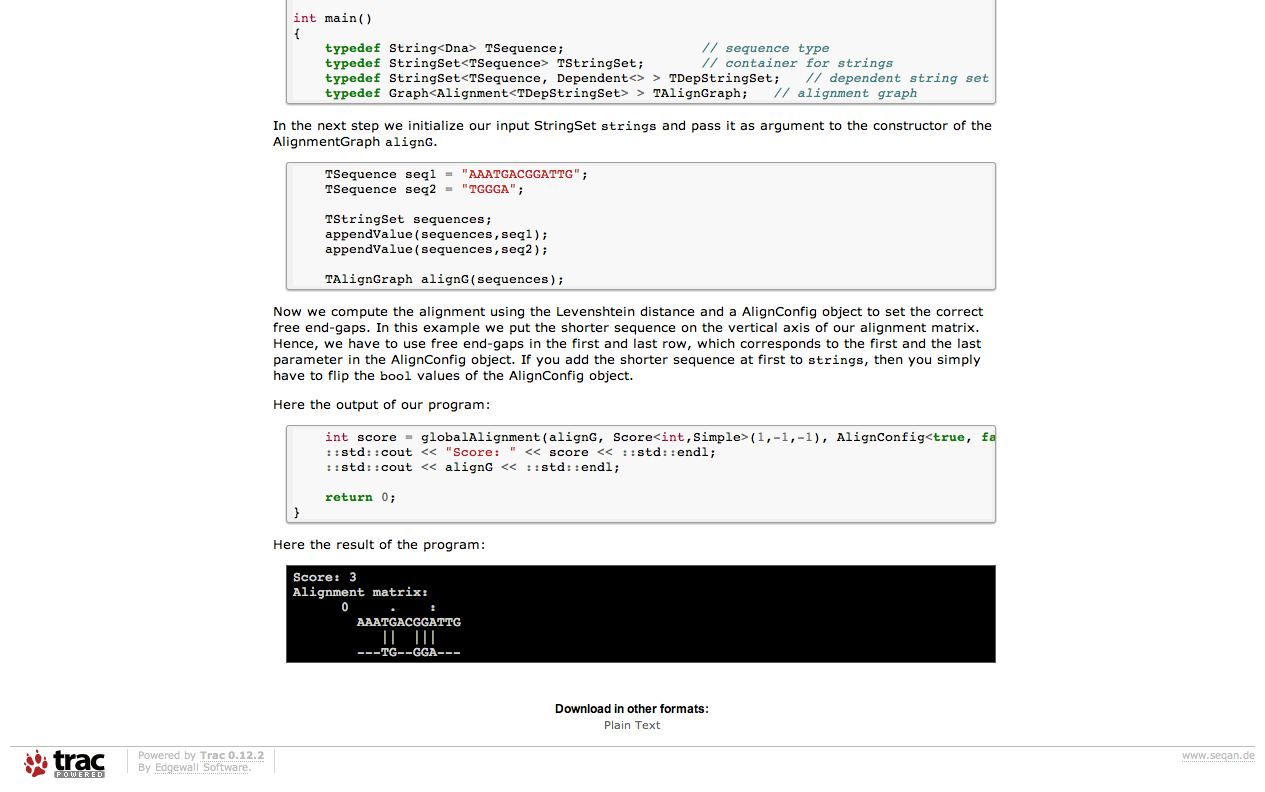 int main()
{
    typedef String<Dna> TSequence;                 // sequence type
    typedef StringSet<TSequence> TStringSet;       // container for strings
    typedef StringSet<TSequence, Dependent<> > TDepStringSet;   // dependent string set
    typedef Graph<Alignment<TDepStringSet> > TAlignGraph;   // alignment graph
In the next step we initialize our input StringSet strings and pass it as argument to the constructor of the
AlignmentGraph alignG.
    TSequence seq1 = "AAATGACGGATTG";
    TSequence seq2 = "TGGGA";
    TStringSet sequences;
    appendValue(sequences,seq1);
    appendValue(sequences,seq2);
    TAlignGraph alignG(sequences);
Now we compute the alignment using the Levenshtein distance and a AlignConfig object to set the correct
free end-gaps. In this example we put the shorter sequence on the vertical axis of our alignment matrix.
Hence, we have to use free end-gaps in the first and last row, which corresponds to the first and the last
parameter in the AlignConfig object. If you add the shorter sequence at first to strings, then you simply
have to flip the bool values of the AlignConfig object.
Here the output of our program:
    int score = globalAlignment(alignG, Score<int,Simple>(1,-1,-1), AlignConfig<true, fa
    ::std::cout << "Score: " << score << ::std::endl;
    ::std::cout << alignG << ::std::endl;
    return 0;
}
Here the result of the program:
Score: 3
Alignment matrix:
      0     .    :
        AAATGACGGATTG
           ||  |||
        ---TG--GGA---
Download in other formats:
Plain Text
trac POWERED
Powered by Trac 0.12.2
By Edgewall Software.
www.seqan.de